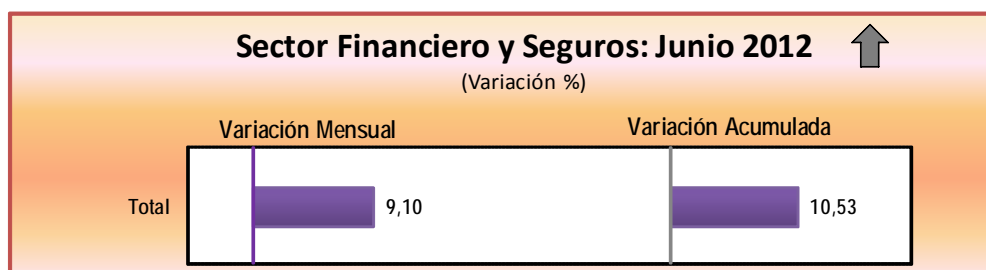 Sector Financiero y Seguros: Junio 2012
(Variación %)
Variación Mensual
Variación Acumulada
Total
9,10
10,53